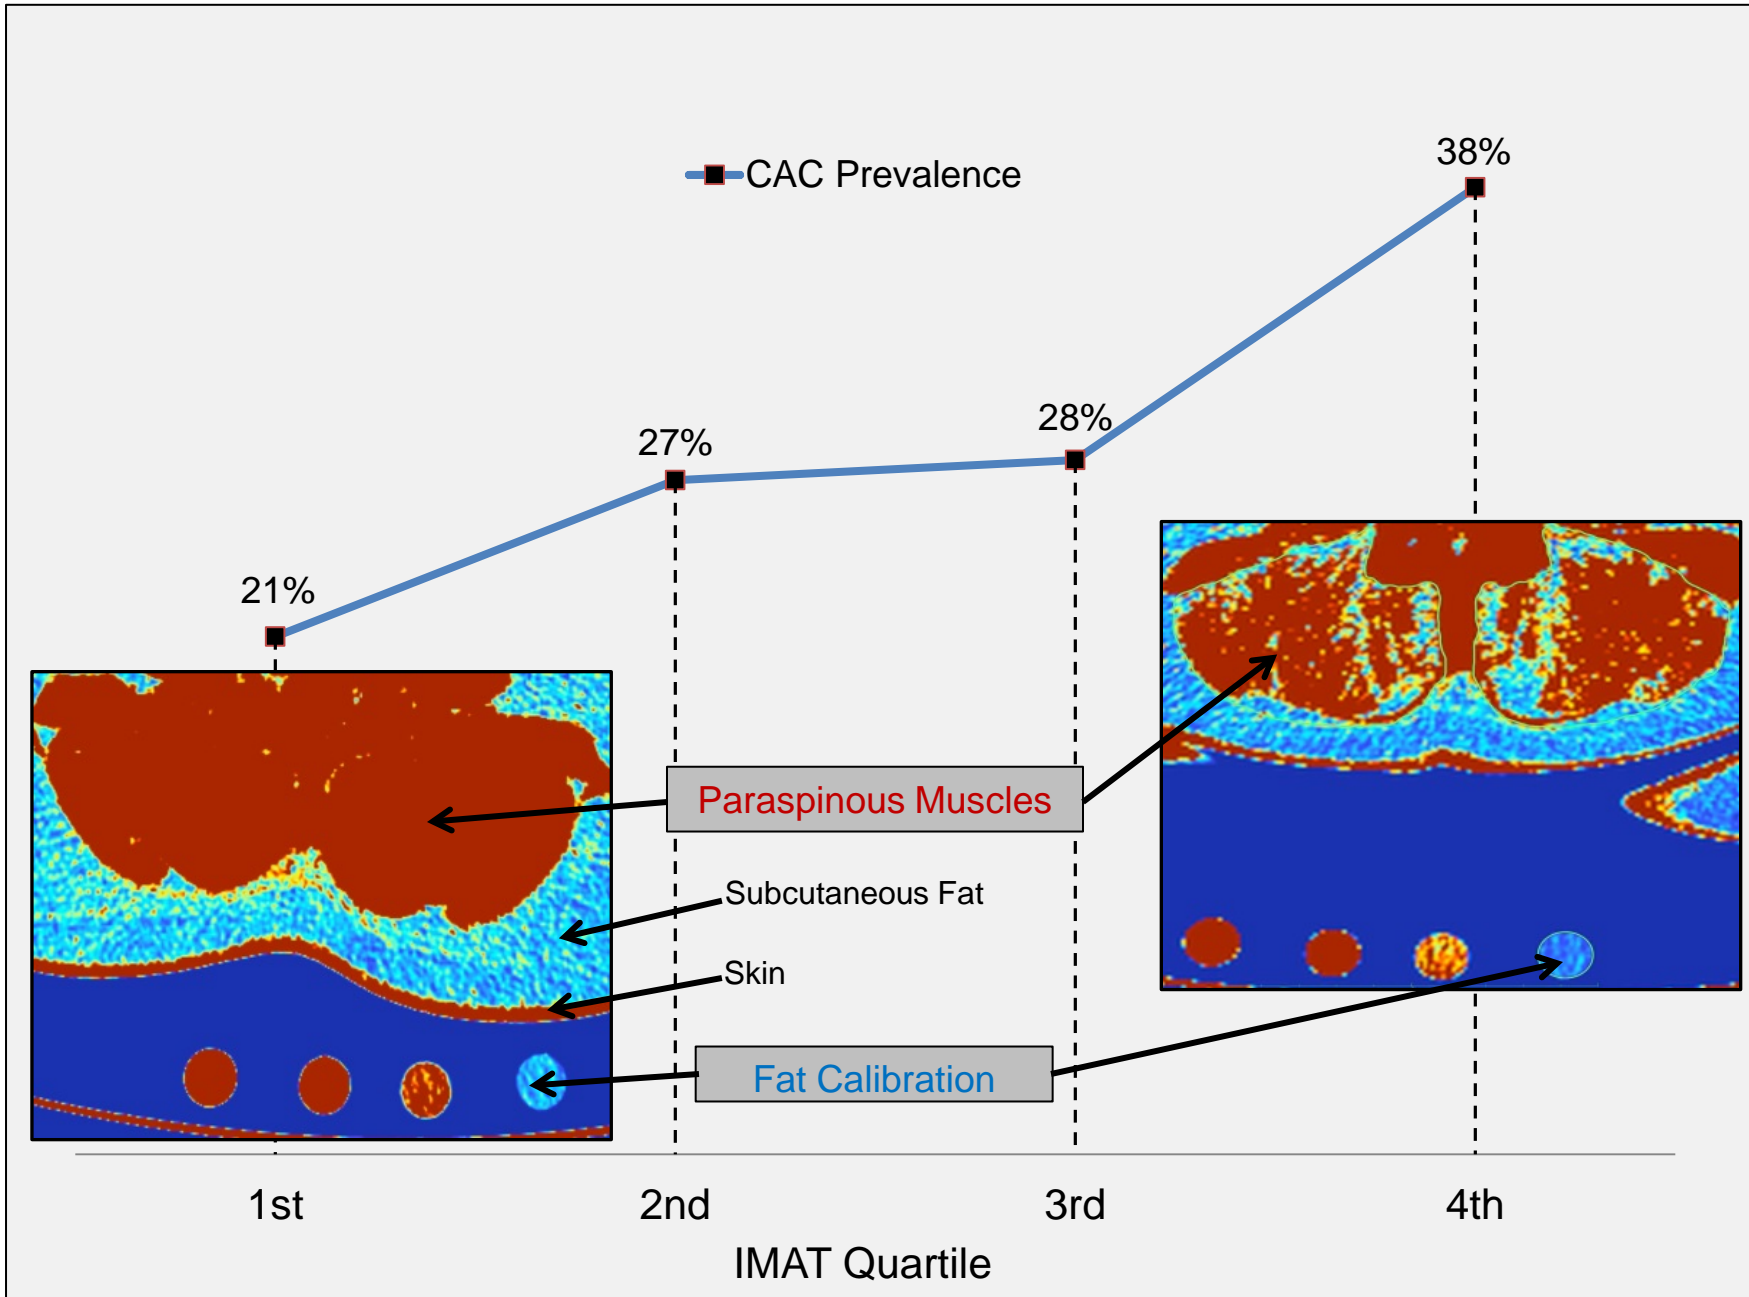 CAC Prevalence
38%
28%
27%
21%
Paraspinous Muscles
Subcutaneous Fat
Skin
Fat Calibration
1st
2nd
3rd
4th
IMAT Quartile